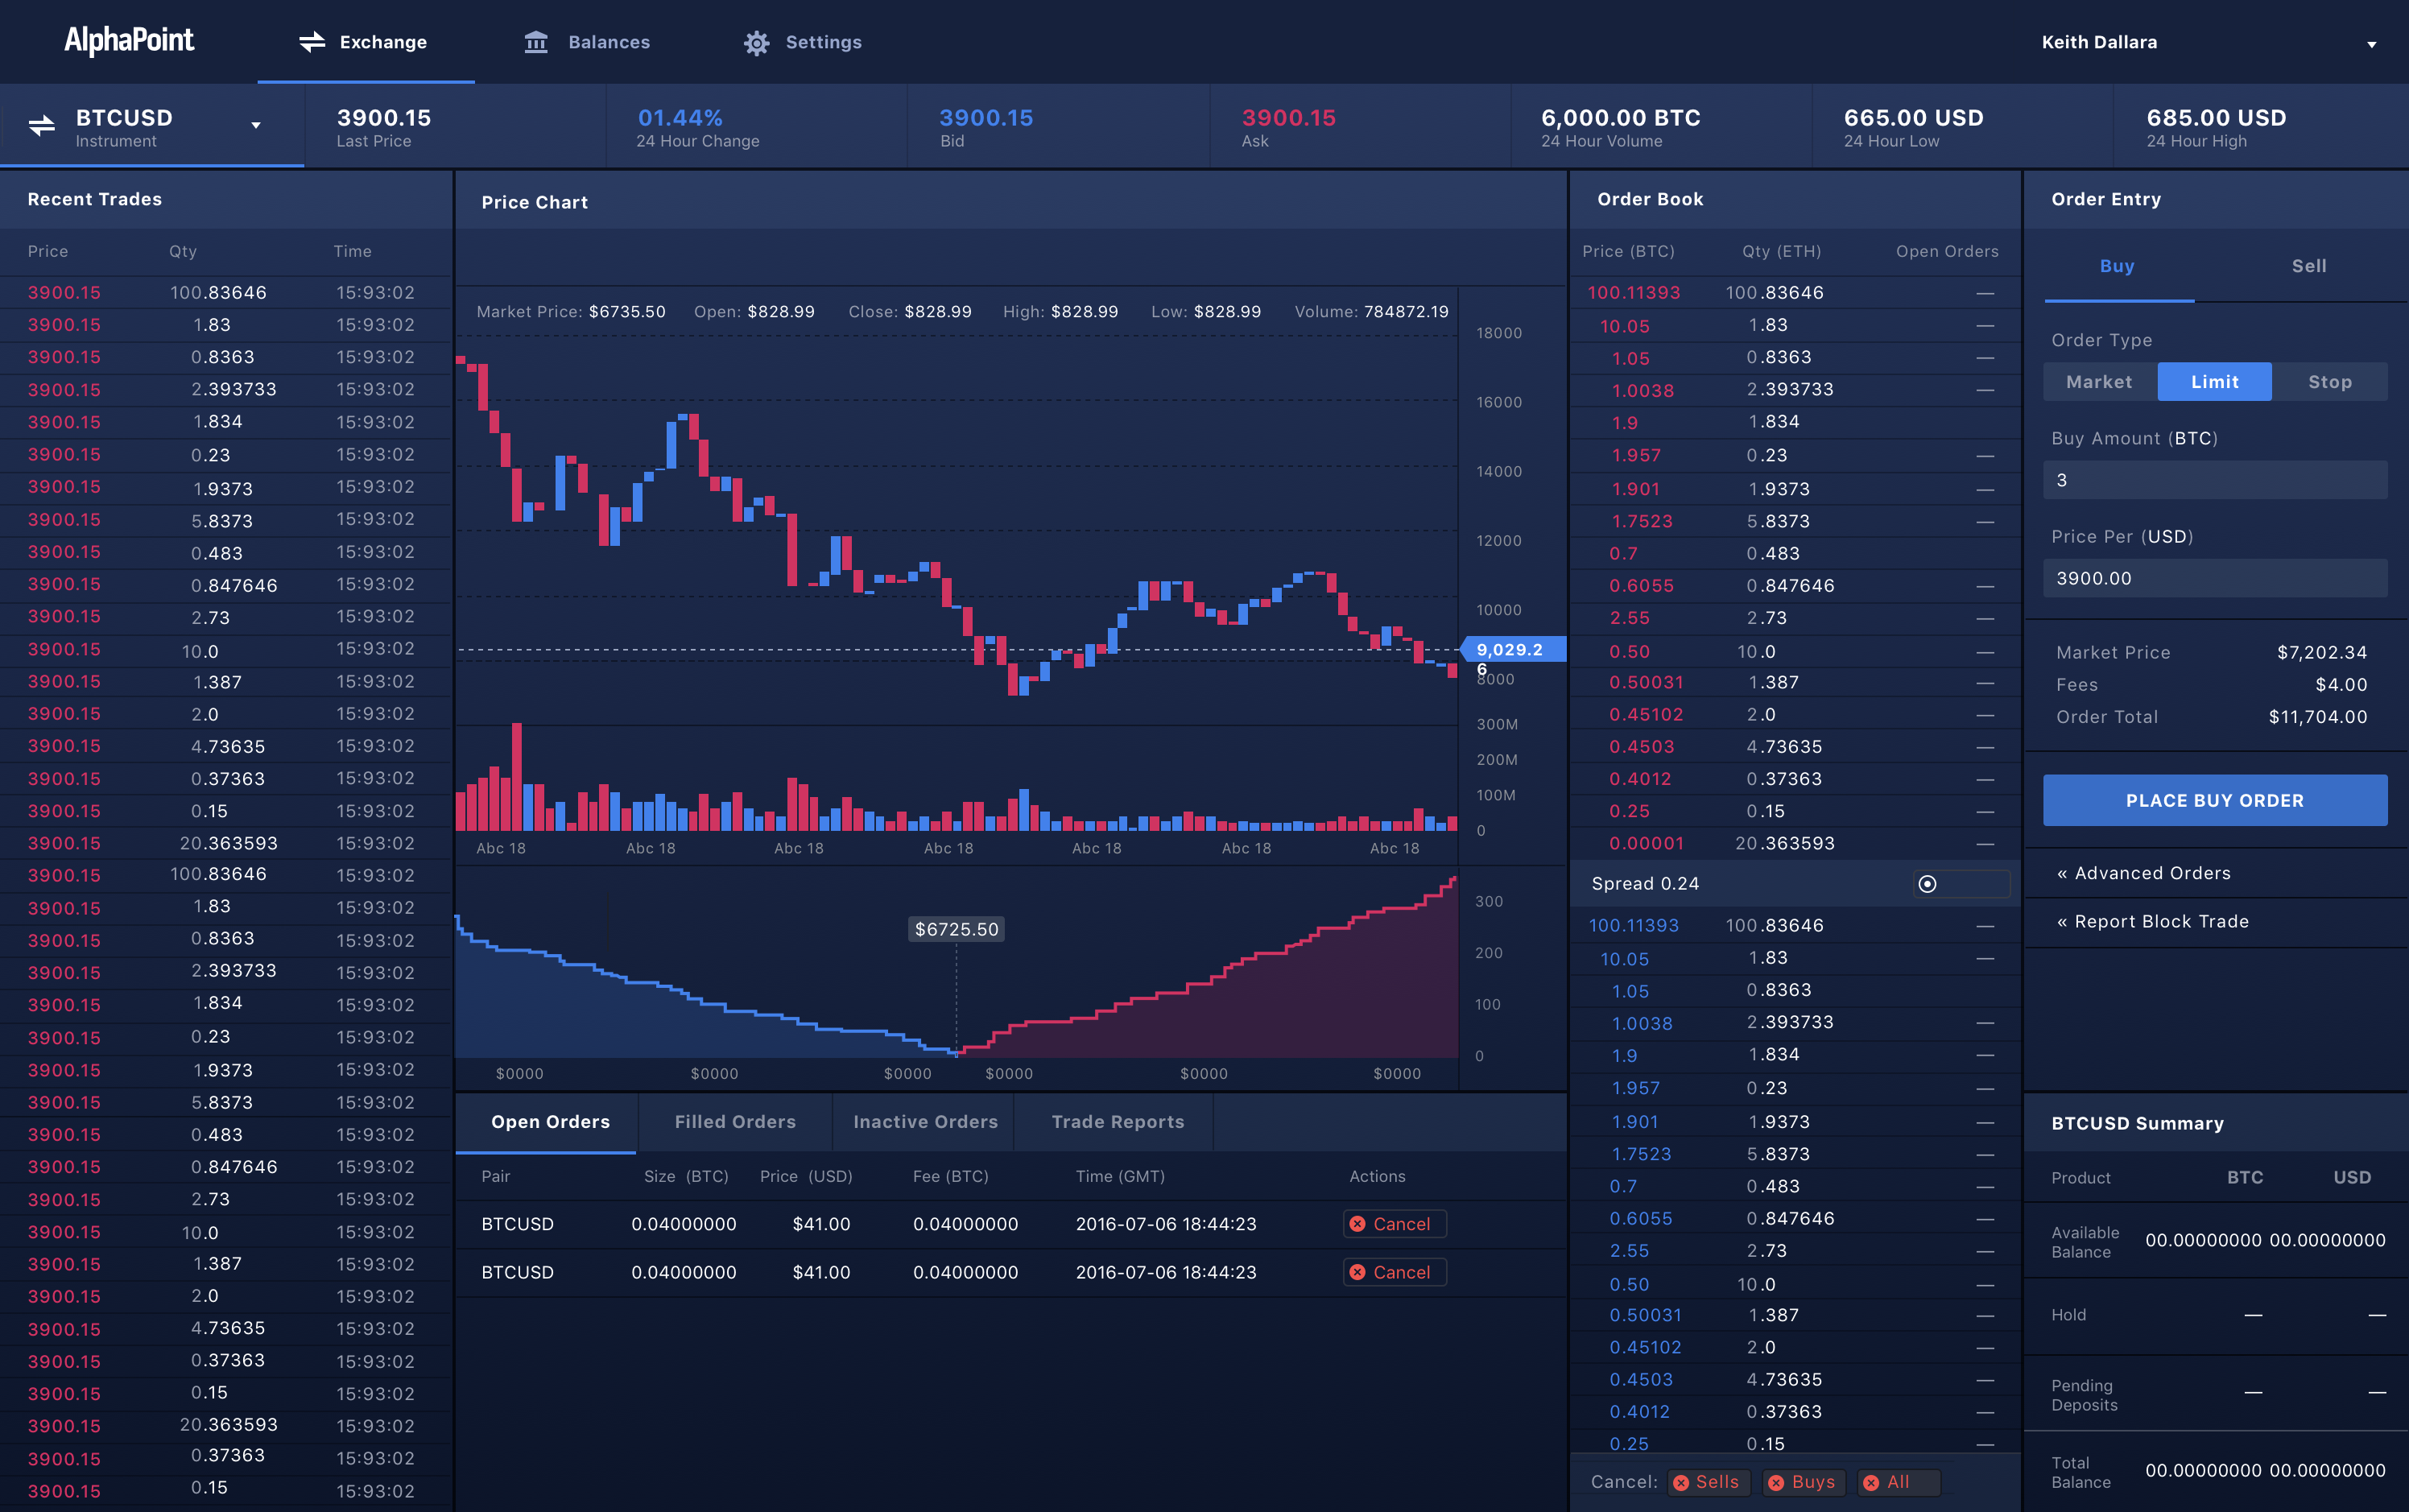 AlphaPoint Exchange Balances Settings Keith Dallara
BTCUSD 3900.15 01.44% 3900.15 3900.15 6,000.00 BTC 665.00 USD 685.00 USD
Instrument Last Price 24 Hour Change Bid Ask 24 Hour Volume 24 Hour Low 24 Hour High
Recent Trades
Price Qty Time
3900.15 100.83646 15:93:02
3900.15 1.83 15:93:02
3900.15 0.8363 15:93:02
3900.15 2.393733 15:93:02
3900.15 1.834 15:93:02
3900.15 0.23 15:93:02
3900.15 1.9373 15:93:02
3900.15 5.8373 15:93:02
3900.15 0.483 15:93:02
3900.15 0.847646 15:93:02
3900.15 2.73 15:93:02
3900.15 10.0 15:93:02
3900.15 1.387 15:93:02
3900.15 2.0 15:93:02
3900.15 4.73635 15:93:02
3900.15 0.37363 15:93:02
3900.15 0.15 15:93:02
3900.15 20.363593 15:93:02
3900.15 100.83646 15:93:02
3900.15 1.83 15:93:02
3900.15 0.8363 15:93:02
3900.15 2.393733 15:93:02
3900.15 1.834 15:93:02
3900.15 0.23 15:93:02
3900.15 1.9373 15:93:02
3900.15 5.8373 15:93:02
3900.15 0.483 15:93:02
3900.15 0.847646 15:93:02
3900.15 2.73 15:93:02
3900.15 10.0 15:93:02
3900.15 1.387 15:93:02
3900.15 2.0 15:93:02
3900.15 4.73635 15:93:02
3900.15 0.37363 15:93:02
3900.15 0.15 15:93:02
3900.15 20.363593 15:93:02
3900.15 0.37363 15:93:02
3900.15 0.15 15:93:02
Price Chart
Market Price: $6735.50 Open: $828.99 Close: $828.99 High: $828.99 Low: $828.99 Volume: 784872.19
18000
16000
14000
12000
10000
9,029.2
6
8000
300M
200M
100M
0
Abc 18 Abc 18 Abc 18 Abc 18 Abc 18 Abc 18 Abc 18
300
$6725.50
200
100
0
$0000 $0000 $0000 $0000 $0000 $0000
Open Orders Filled Orders Inactive Orders Trade Reports
Pair Size (BTC) Price (USD) Fee (BTC) Time (GMT) Actions
BTCUSD 0.04000000 $41.00 0.04000000 2016-07-06 18:44:23 Cancel
BTCUSD 0.04000000 $41.00 0.04000000 2016-07-06 18:44:23 Cancel
Order Book
Price (BTC) Qty (ETH) Open Orders
100.11393 100.83646 —
10.05 1.83 —
1.05 0.8363 —
1.0038 2.393733 —
1.9 1.834 —
1.957 0.23 —
1.901 1.9373 —
1.7523 5.8373 —
0.7 0.483
0.6055 0.847646 —
2.55 2.73 —
0.50 10.0 —
0.50031 1.387 —
0.45102 2.0 —
0.4503 4.73635 —
0.4012 0.37363 —
0.25 0.15 —
0.00001 20.363593 —
Spread 0.24
100.11393 100.83646 —
10.05 1.83 —
1.05 0.8363 —
1.0038 2.393733 —
1.9 1.834 —
1.957 0.23 —
1.901 1.9373 —
1.7523 5.8373 —
0.7 0.483 —
0.6055 0.847646 —
2.55 2.73 —
0.50 10.0 —
0.50031 1.387 —
0.45102 2.0 —
0.4503 4.73635 —
0.4012 0.37363 —
0.25 0.15 —
Cancel: Sells Buys All
Order Entry
Buy Sell
Order Type
Market Limit Stop
Buy Amount (BTC)
3
Price Per (USD)
3900.00
Market Price $7,202.34
Fees $4.00
Order Total $11,704.00
PLACE BUY ORDER
« Advanced Orders
« Report Block Trade
BTCUSD Summary
Product BTC USD
Available
Balance 00.00000000 00.00000000
Hold — —
Pending
Deposits — —
Total
Balance 00.00000000 00.00000000